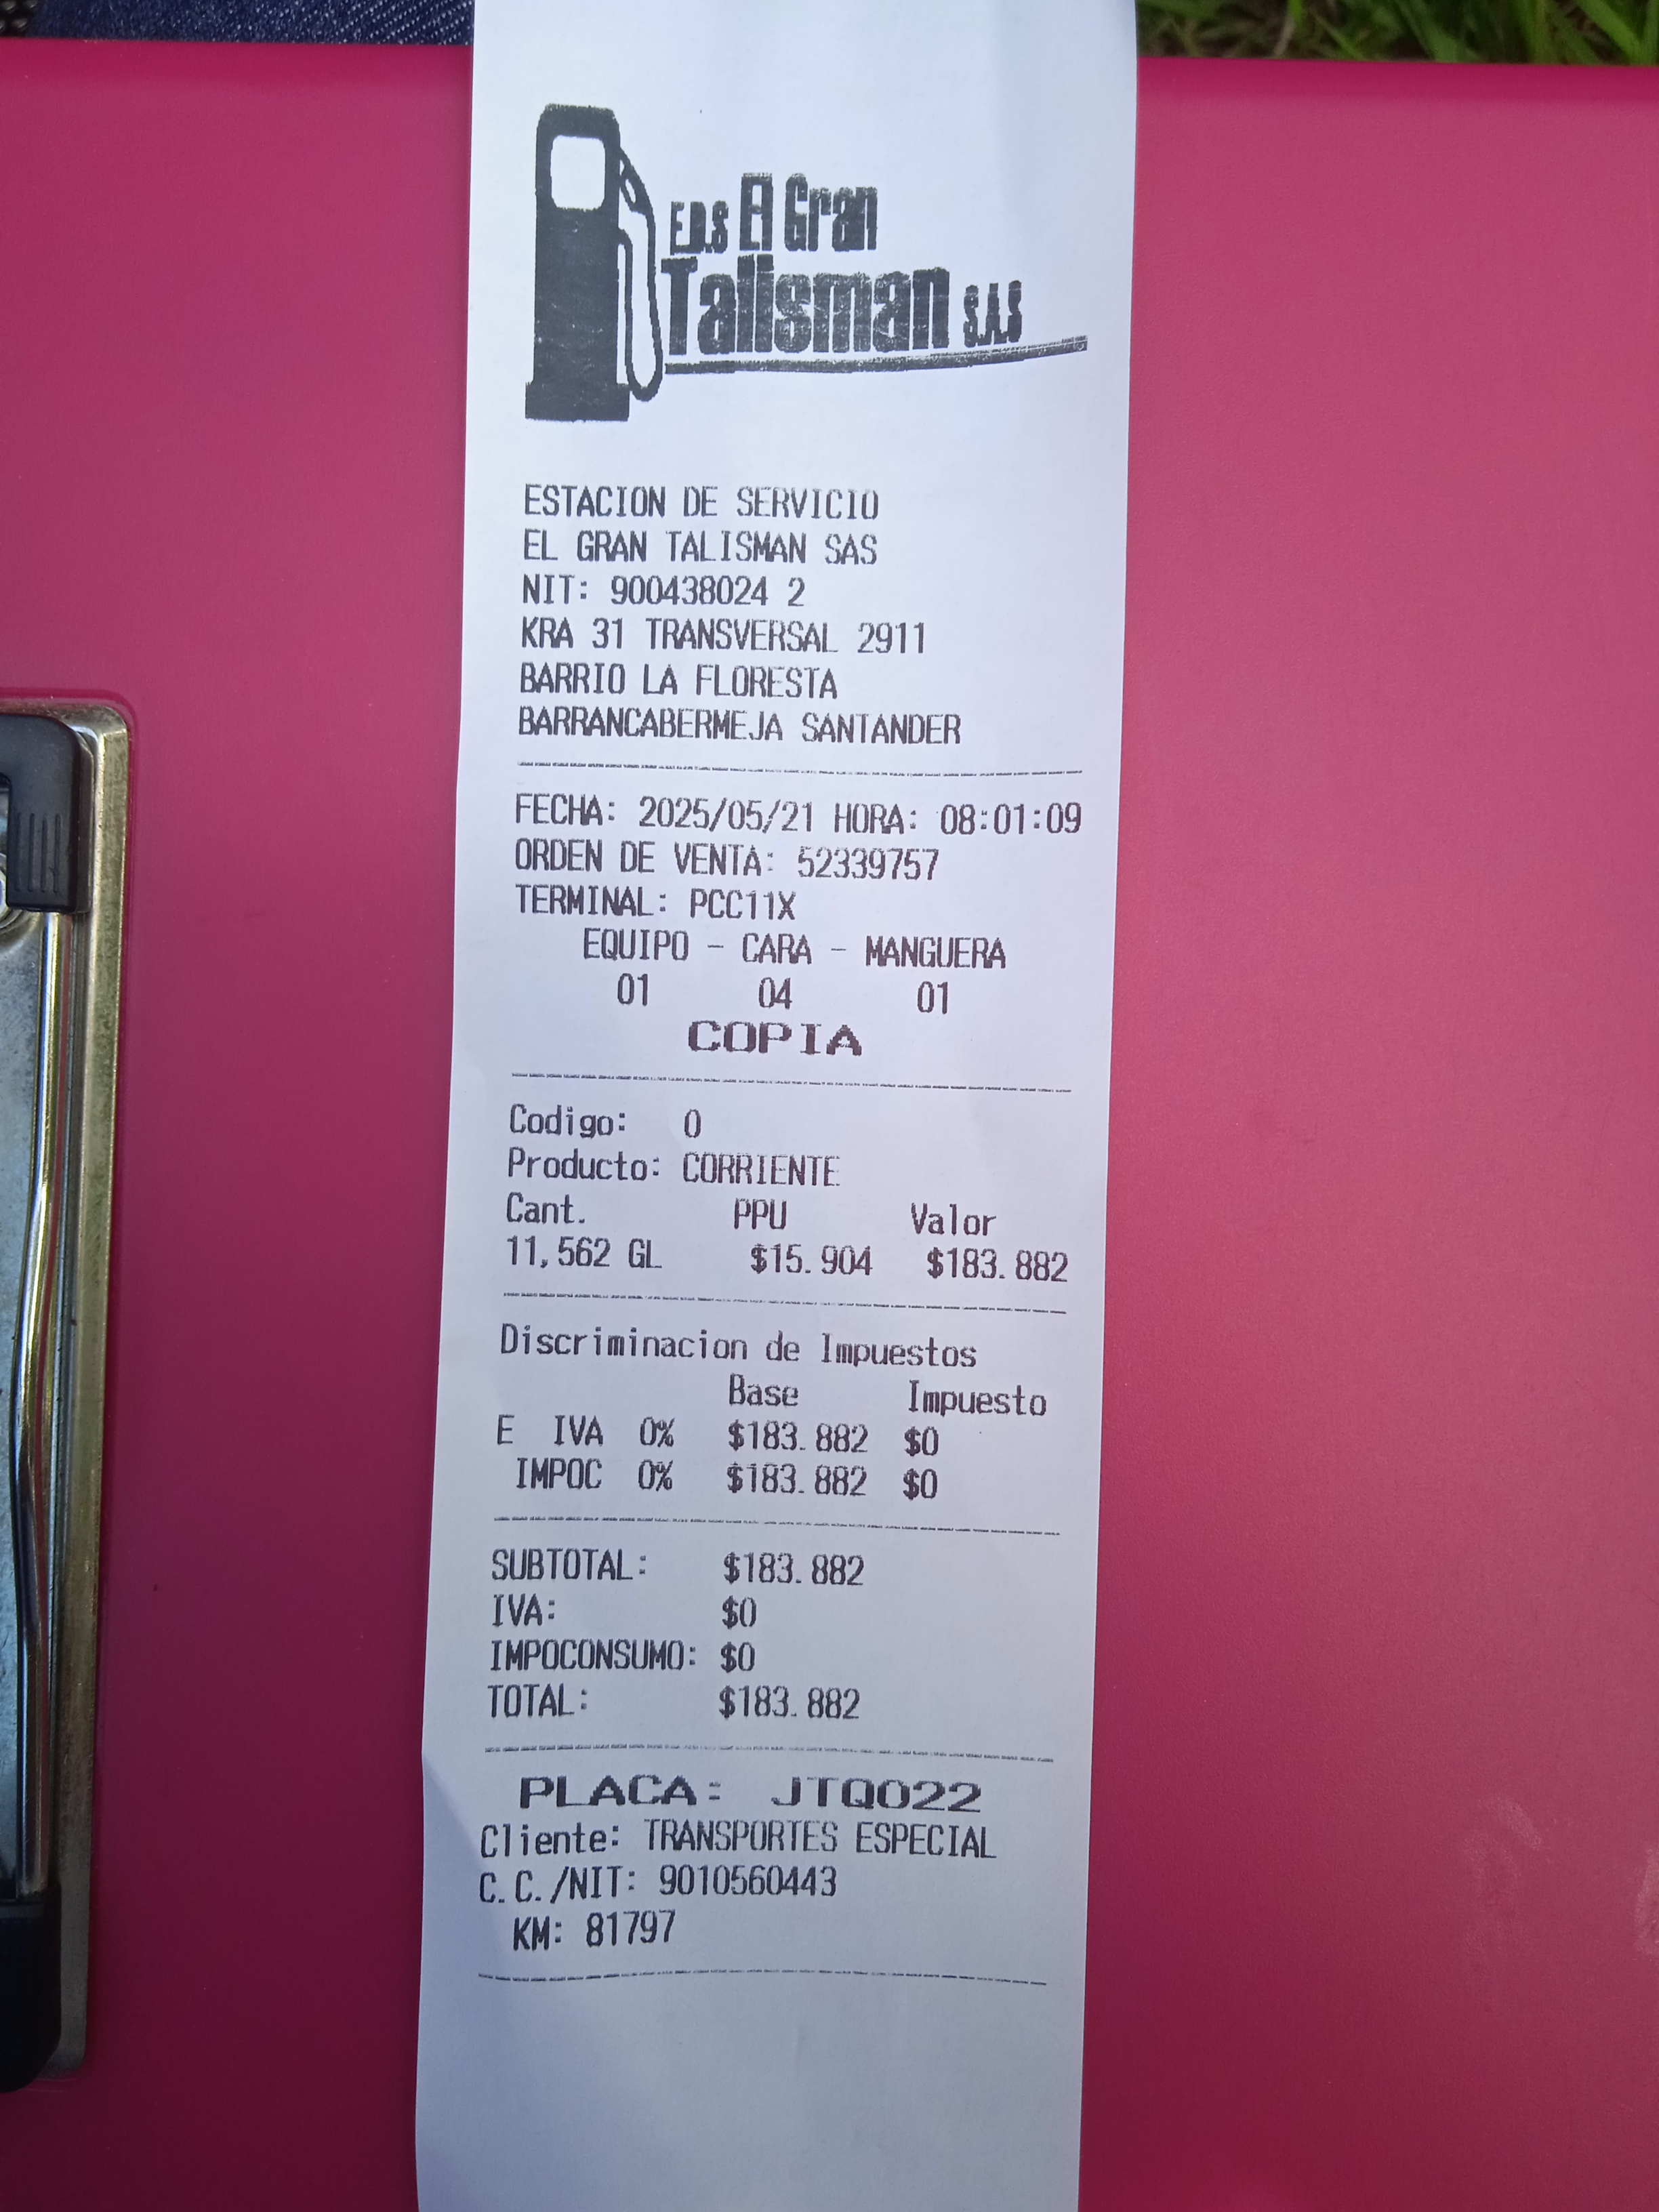 E.D.S El Gran
Talisman S.A.S
ESTACION DE SERVICIO
EL GRAN TALISMAN SAS
NIT: 900438024 2
KRA 31 TRANSVERSAL 2911
BARRIO LA FLORESTA
BARRANCABERMEJA SANTANDER
FECHA: 2025/05/21 HORA: 08:01:09
ORDEN DE VENTA: 52339757
TERMINAL: PCC11X
EQUIPO - CARA - MANGUERA
01 04 01
COPIA
Codigo: 0
Producto: CORRIENTE
Cant. PPU Valor
11,562 GL $15.904 $183.882
Discriminacion de Impuestos
Base Impuesto
E IVA 0% $183.882 $0
IMPOC 0% $183.882 $0
SUBTOTAL: $183.882
IVA: $0
IMPOCONSUMO: $0
TOTAL: $183.882
PLACA: JTQ022
Cliente: TRANSPORTES ESPECIAL
C.C./NIT: 9010560443
KM: 81797